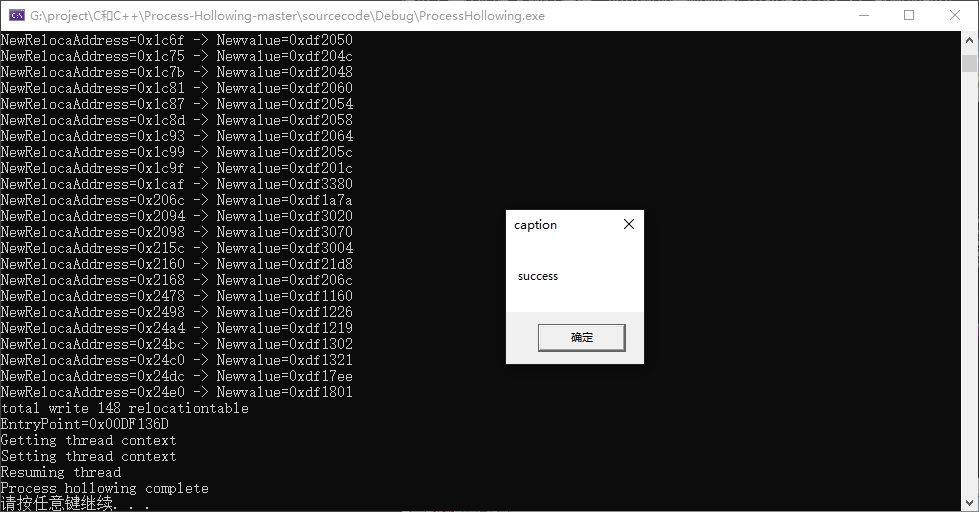 G:\project\C和C++\Process-Hollowing-master\sourcecode\Debug\ProcessHollowing.exe
NewRelocaAddress=0x1c6f -> Newvalue=0xdf2050
NewRelocaAddress=0x1c75 -> Newvalue=0xdf204c
NewRelocaAddress=0x1c7b -> Newvalue=0xdf2048
NewRelocaAddress=0x1c81 -> Newvalue=0xdf2060
NewRelocaAddress=0x1c87 -> Newvalue=0xdf2054
NewRelocaAddress=0x1c8d -> Newvalue=0xdf2058
NewRelocaAddress=0x1c93 -> Newvalue=0xdf2064
NewRelocaAddress=0x1c99 -> Newvalue=0xdf205c
NewRelocaAddress=0x1c9f -> Newvalue=0xdf201c
NewRelocaAddress=0x1caf -> Newvalue=0xdf3380
NewRelocaAddress=0x206c -> Newvalue=0xdf1a7a
NewRelocaAddress=0x2094 -> Newvalue=0xdf3020
NewRelocaAddress=0x2098 -> Newvalue=0xdf3070
NewRelocaAddress=0x215c -> Newvalue=0xdf3004
NewRelocaAddress=0x2160 -> Newvalue=0xdf21d8
NewRelocaAddress=0x2168 -> Newvalue=0xdf206c
NewRelocaAddress=0x2478 -> Newvalue=0xdf1160
NewRelocaAddress=0x2498 -> Newvalue=0xdf1226
NewRelocaAddress=0x24a4 -> Newvalue=0xdf1219
NewRelocaAddress=0x24bc -> Newvalue=0xdf1302
NewRelocaAddress=0x24c0 -> Newvalue=0xdf1321
NewRelocaAddress=0x24dc -> Newvalue=0xdf17ee
NewRelocaAddress=0x24e0 -> Newvalue=0xdf1801
total write 148 relocationtable
EntryPoint=0x00DF136D
Getting thread context
Setting thread context
Resuming thread
Process hollowing complete
请按任意键继续. . .
caption
success
确定